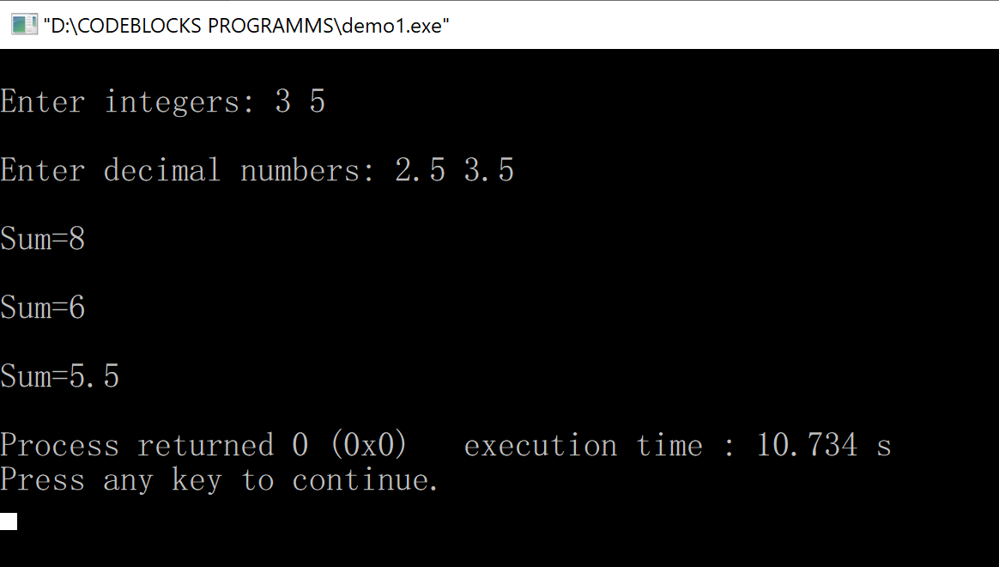 "D:\CODEBLOCKS PROGRAMMS\demo1.exe"
Enter integers: 3 5
Enter decimal numbers: 2.5 3.5
Sum=8
Sum=6
Sum=5.5
Process returned 0 (0x0)   execution time : 10.734 s
Press any key to continue.